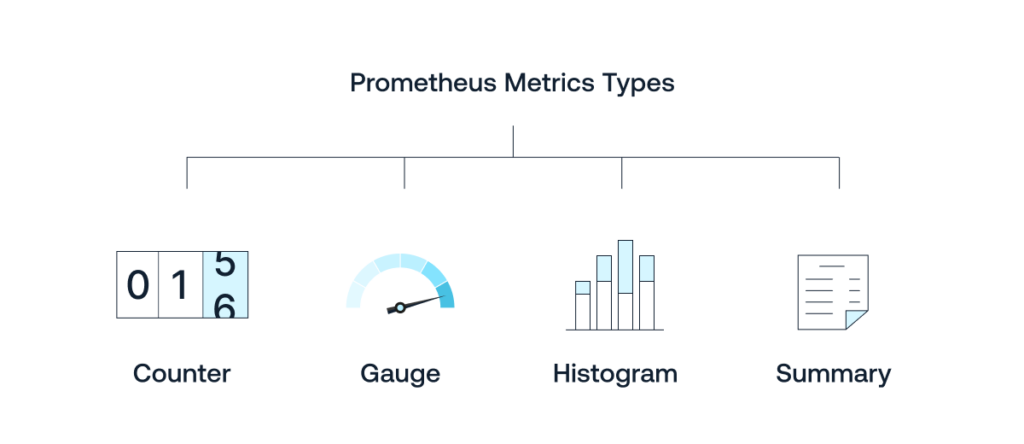 Prometheus Metrics Types
0 1 5
6
Counter
Gauge
Histogram
Summary